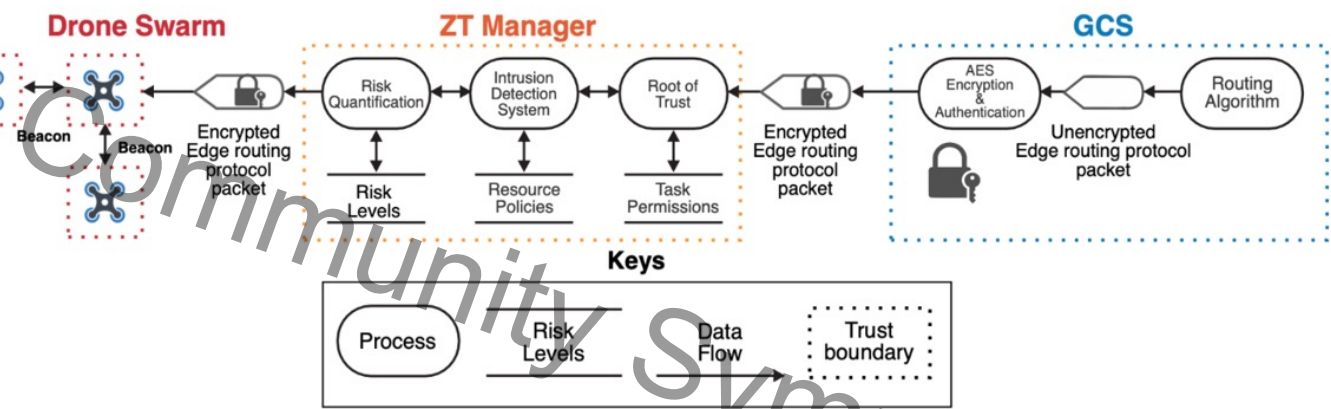 Drone Swarm
ZT Manager
GCS
Beacon
Beacon
Encrypted
Edge routing
protocol
packet
Risk
Quantification
Intrusion
Detection
System
Root of
Trust
Risk
Levels
Resource
Policies
Task
Permissions
Encrypted
Edge routing
protocol
packet
AES
Encryption
&
Authentication
Unencrypted
Edge routing protocol
packet
Routing
Algorithm
Keys
Process
Risk
Levels
Data
Flow
Trust
boundary
Community Sym